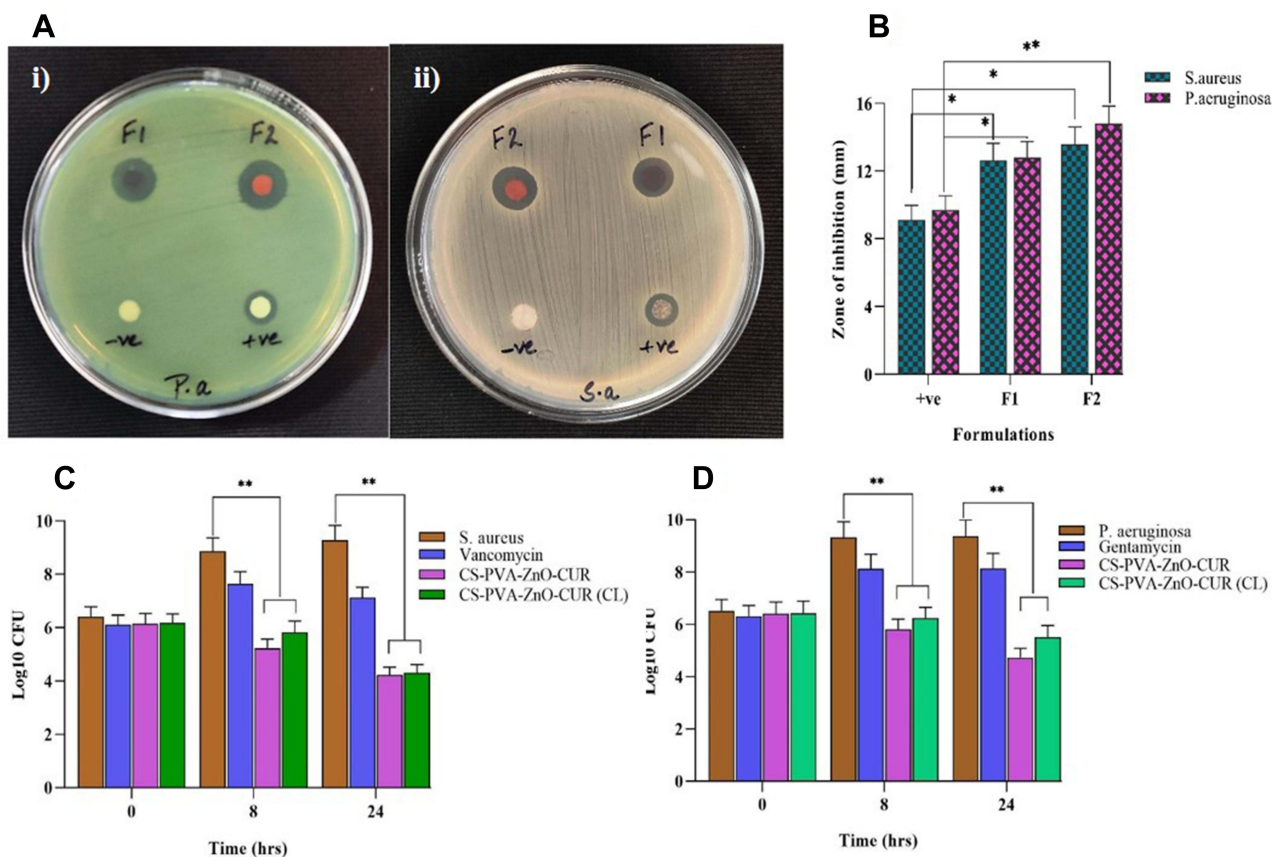 A
i)
F1
F2
-ve
+ve
P.a
ii)
F2
F1
-ve
+ve
S.a
B
**
*
*
*
S.aureus
P.aeruginosa
Zone of inhibition (mm)
16
12
8
4
0
+ve
F1
F2
Formulations
C
**
**
S. aureus
Vancomycin
CS-PVA-ZnO-CUR
CS-PVA-ZnO-CUR (CL)
Log10 CFU
10
8
6
4
2
0
0
8
24
Time (hrs)
D
**
**
P. aeruginosa
Gentamycin
CS-PVA-ZnO-CUR
CS-PVA-ZnO-CUR (CL)
Log10 CFU
10
8
6
4
2
0
0
8
24
Time (hrs)